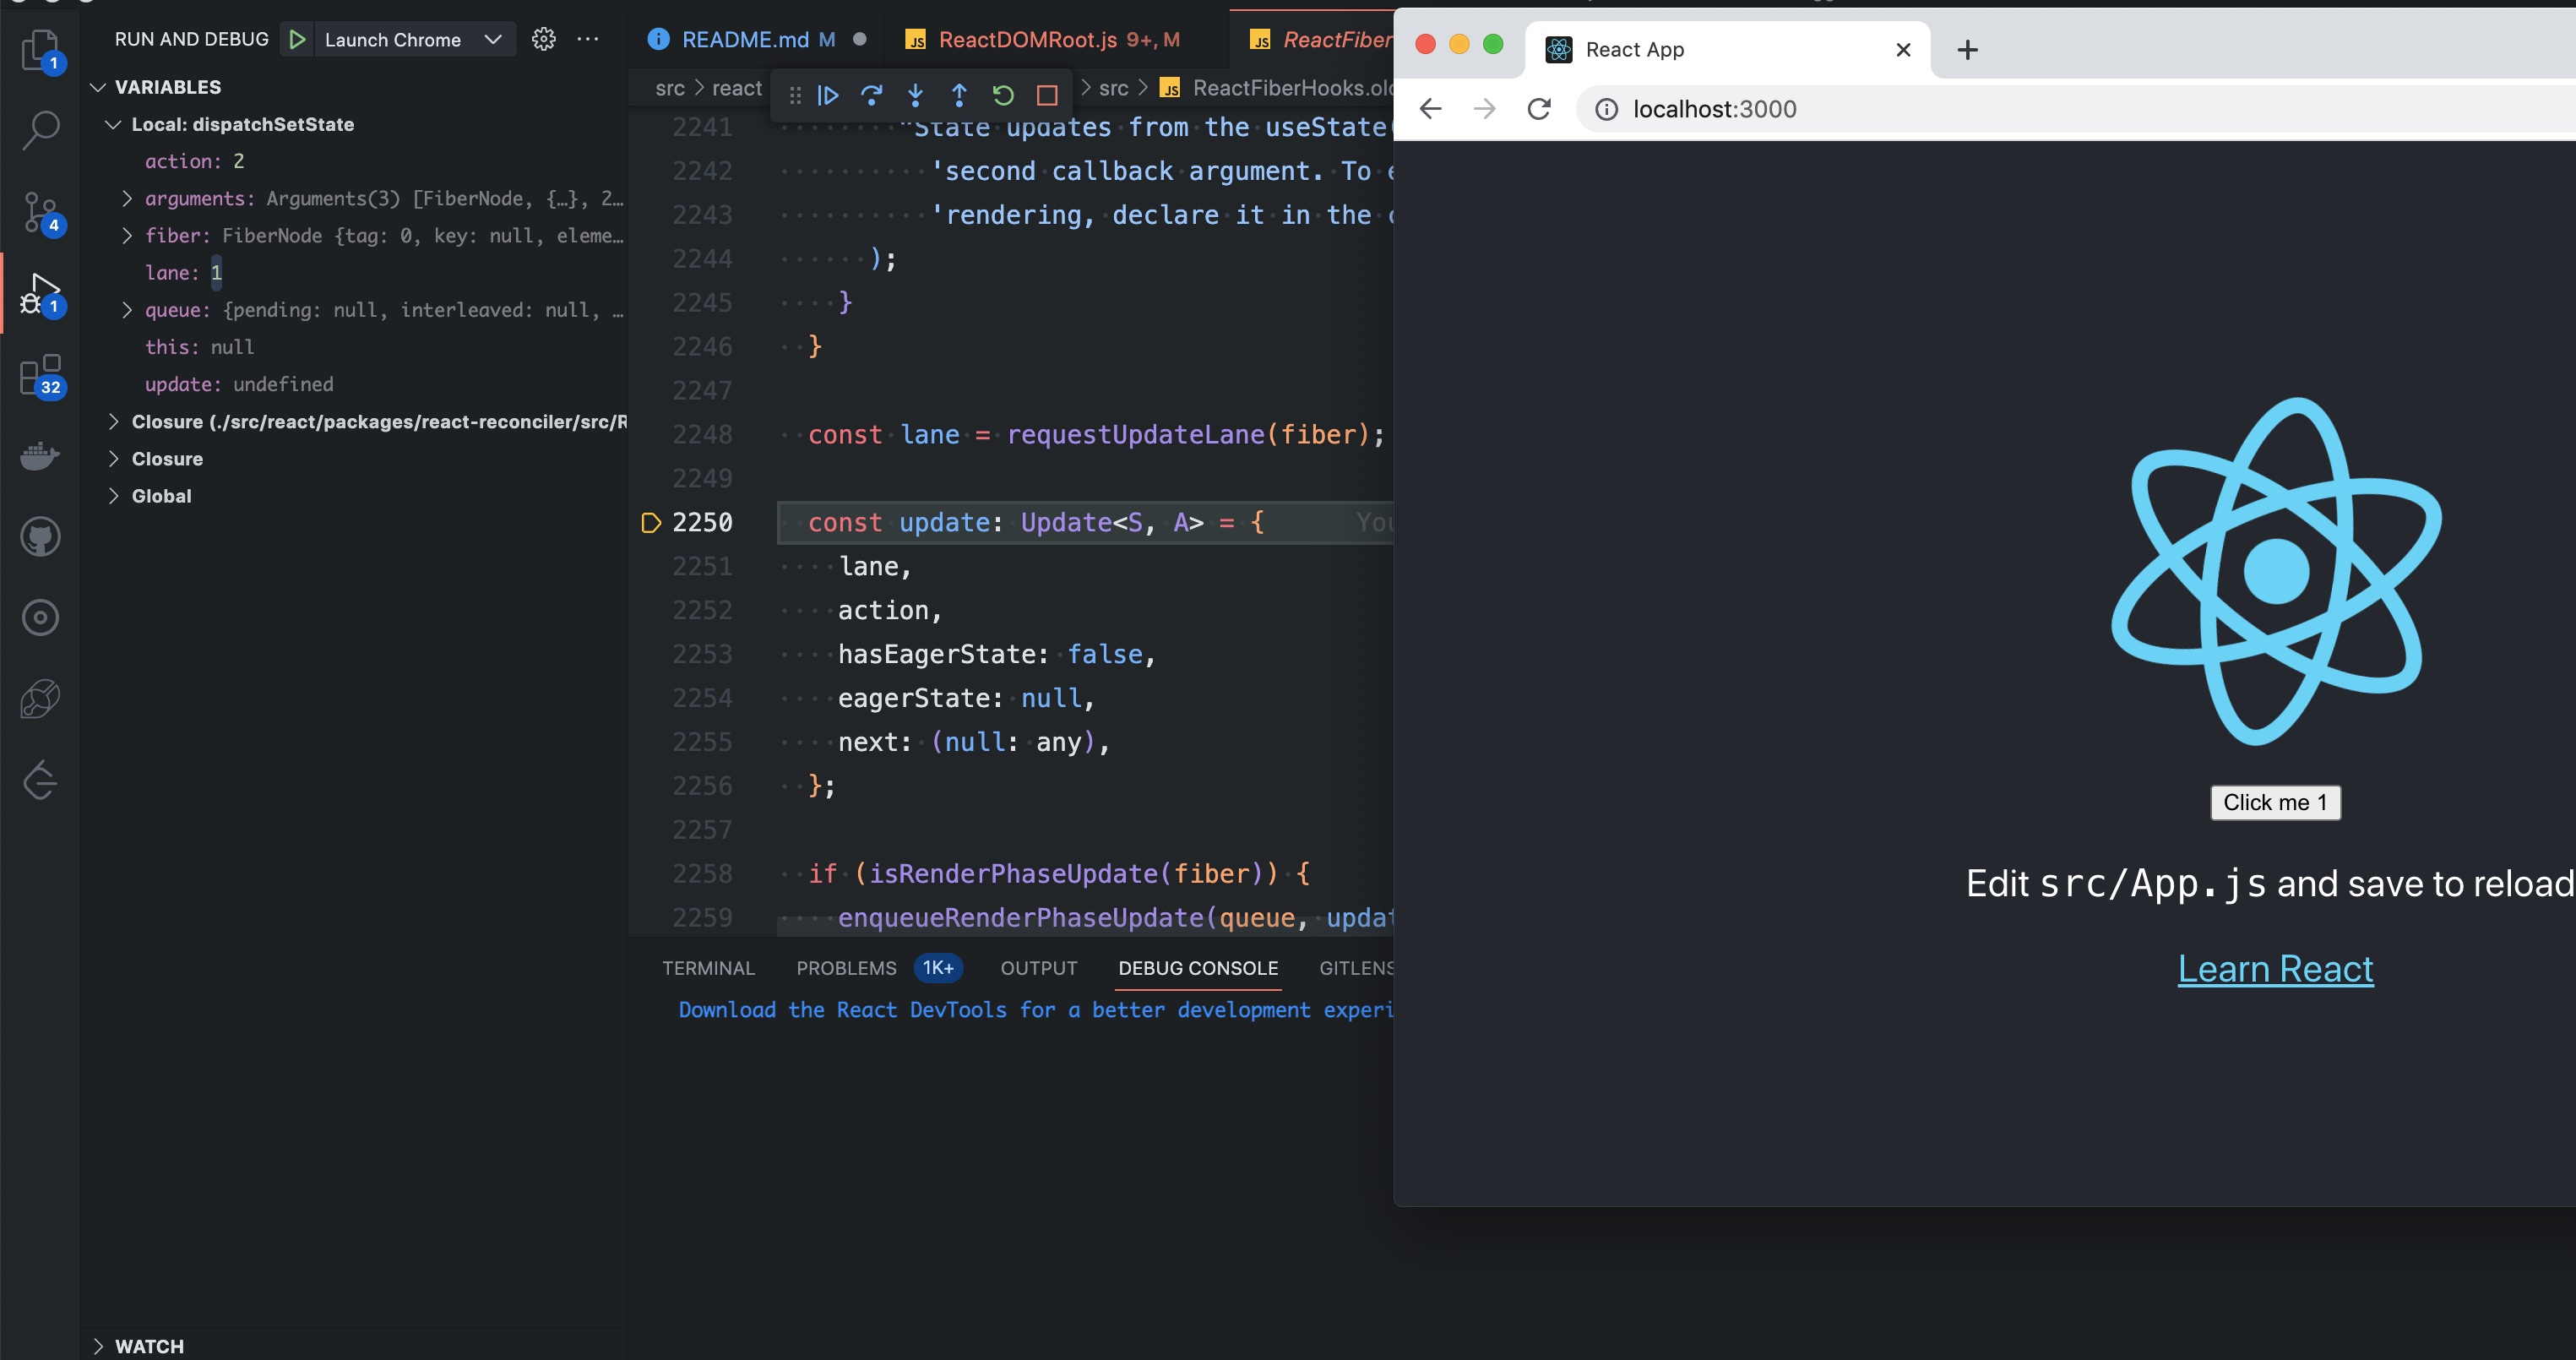 RUN AND DEBUG
Launch Chrome
1
4
1
32
VARIABLES
Local: dispatchSetState
action: 2
arguments: Arguments(3) [FiberNode, {…}, 2…
fiber: FiberNode {tag: 0, key: null, eleme…
lane: 1
queue: {pending: null, interleaved: null, …
this: null
update: undefined
Closure (./src/react/packages/react-reconciler/src/R
Closure
Global
WATCH
README.md M
JS ReactDOMRoot.js 9+, M
JS ReactFiber
src > react > src > JS ReactFiberHooks.old
2241 "State updates from the useState(
2242 'second callback argument. To e
2243 'rendering, declare it in the c
2244 );
2245 }
2246 }
2247
2248 const lane = requestUpdateLane(fiber);
2249
2250 const update: Update<S, A> = { You
2251 lane,
2252 action,
2253 hasEagerState: false,
2254 eagerState: null,
2255 next: (null: any),
2256 };
2257
2258 if (isRenderPhaseUpdate(fiber)) {
2259 enqueueRenderPhaseUpdate(queue, updat
TERMINAL PROBLEMS 1K+ OUTPUT DEBUG CONSOLE GITLENS
Download the React DevTools for a better development experi
React App
localhost:3000
Click me 1
Edit src/App.js and save to reload
Learn React